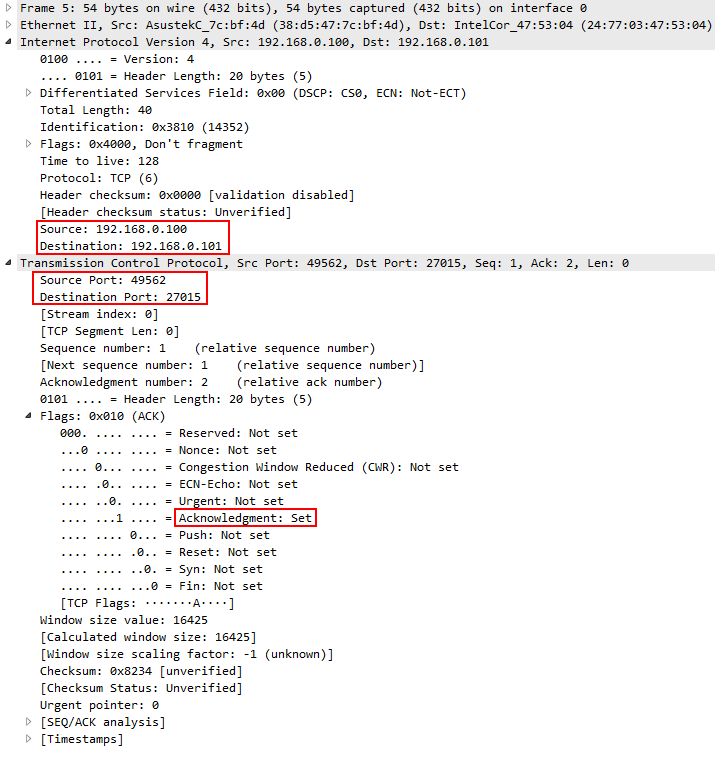 Frame 5: 54 bytes on wire (432 bits), 54 bytes captured (432 bits) on interface 0
Ethernet II, Src: AsustekC_7c:bf:4d (38:d5:47:7c:bf:4d), Dst: IntelCor_47:53:04 (24:77:03:47:53:04)
Internet Protocol Version 4, Src: 192.168.0.100, Dst: 192.168.0.101
0100 .... = Version: 4
.... 0101 = Header Length: 20 bytes (5)
Differentiated Services Field: 0x00 (DSCP: CS0, ECN: Not-ECT)
Total Length: 40
Identification: 0x3810 (14352)
Flags: 0x4000, Don't fragment
Time to live: 128
Protocol: TCP (6)
Header checksum: 0x0000 [validation disabled]
[Header checksum status: Unverified]
Source: 192.168.0.100
Destination: 192.168.0.101
Transmission Control Protocol, Src Port: 49562, Dst Port: 27015, Seq: 1, Ack: 2, Len: 0
Source Port: 49562
Destination Port: 27015
[Stream index: 0]
[TCP Segment Len: 0]
Sequence number: 1    (relative sequence number)
[Next sequence number: 1    (relative sequence number)]
Acknowledgment number: 2    (relative ack number)
0101 .... = Header Length: 20 bytes (5)
Flags: 0x010 (ACK)
000. .... .... = Reserved: Not set
...0 .... .... = Nonce: Not set
.... 0... .... = Congestion Window Reduced (CWR): Not set
.... .0.. .... = ECN-Echo: Not set
.... ..0. .... = Urgent: Not set
.... ...1 .... = Acknowledgment: Set
.... .... 0... = Push: Not set
.... .... .0.. = Reset: Not set
.... .... ..0. = Syn: Not set
.... .... ...0 = Fin: Not set
[TCP Flags: ·······A····]
Window size value: 16425
[Calculated window size: 16425]
[Window size scaling factor: -1 (unknown)]
Checksum: 0x8234 [unverified]
[Checksum Status: Unverified]
Urgent pointer: 0
[SEQ/ACK analysis]
[Timestamps]